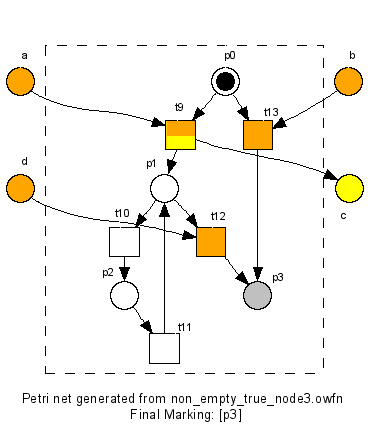 a
p0
b
t9
t13
p1
d
t10
t12
c
p2
p3
t11
Petri net generated from non_empty_true_node3.owfn
Final Marking: [p3]